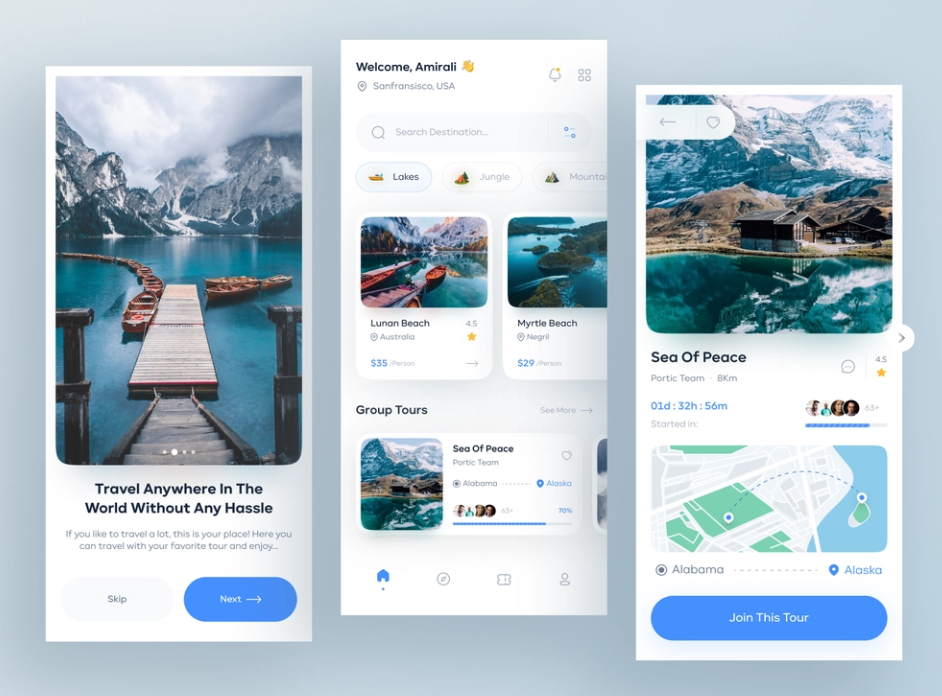 Travel Anywhere In The
World Without Any Hassle
If you like to travel a lot, this is your place! Here you
can travel with your favorite tour and enjoy...
Skip
Next
Welcome, Amirali
Sanfransisco, USA
Search Destination...
Lakes
Jungle
Mountai
Lunan Beach
4.5
Australia
$35 /Person
Myrtle Beach
Negril
$29 /Person
Group Tours
See More
Sea Of Peace
Portic Team
Alabama
Alaska
63+
70%
Sea Of Peace
4.5
Portic Team · 8Km
01d : 32h : 56m
63+
Started in:
Alabama
Alaska
Join This Tour